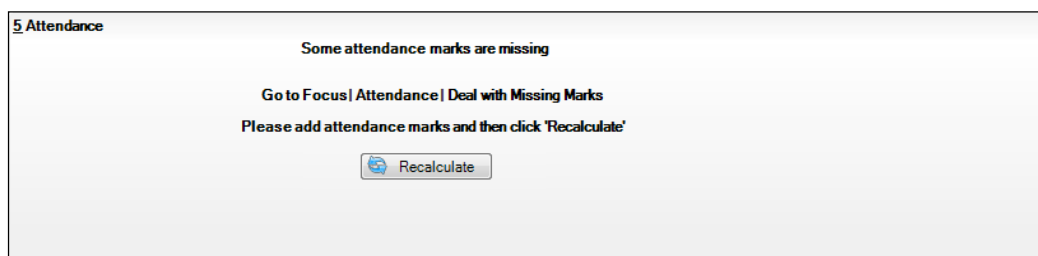 5 Attendance
Some attendance marks are missing
Go to Focus| Attendance| Deal with Missing Marks
Please add attendance marks and then click 'Recalculate'
Recalculate